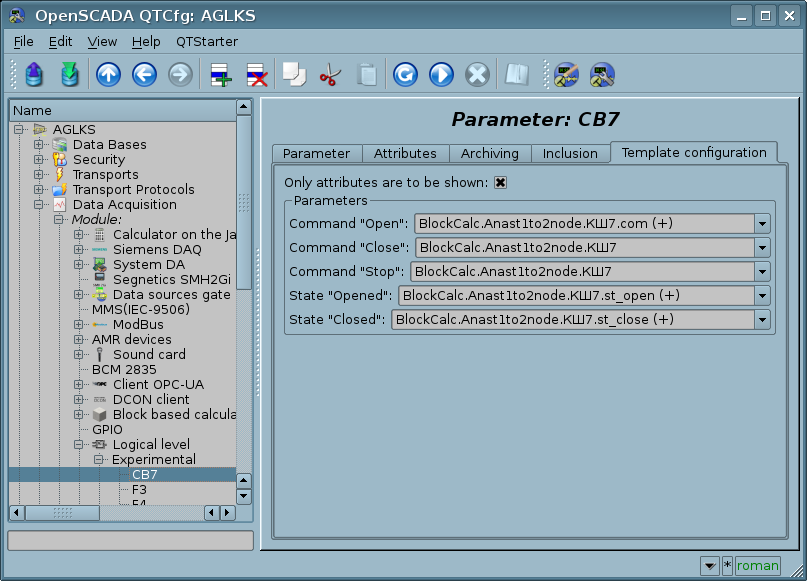 OpenSCADA QTCfg: AGLKS
File Edit View Help QTStarter
Name
AGLKS
Data Bases
Security
Transports
Transport Protocols
Data Acquisition
Module:
Calculator on the Ja
Siemens DAQ
System DA
Segnetics SMH2Gi
Data sources gate
MMS(IEC-9506)
ModBus
AMR devices
Sound card
BCM 2835
Client OPC-UA
DCON client
Block based calcula
GPIO
Logical level
Experimental
CB7
F3
F4
Parameter: CB7
Parameter Attributes Archiving Inclusion Template configuration
Only attributes are to be shown:
Parameters
Command "Open": BlockCalc.Anast1to2node.КШ7.com (+)
Command "Close": BlockCalc.Anast1to2node.КШ7
Command "Stop": BlockCalc.Anast1to2node.КШ7
State "Opened": BlockCalc.Anast1to2node.КШ7.st_open (+)
State "Closed": BlockCalc.Anast1to2node.КШ7.st_close (+)
* roman